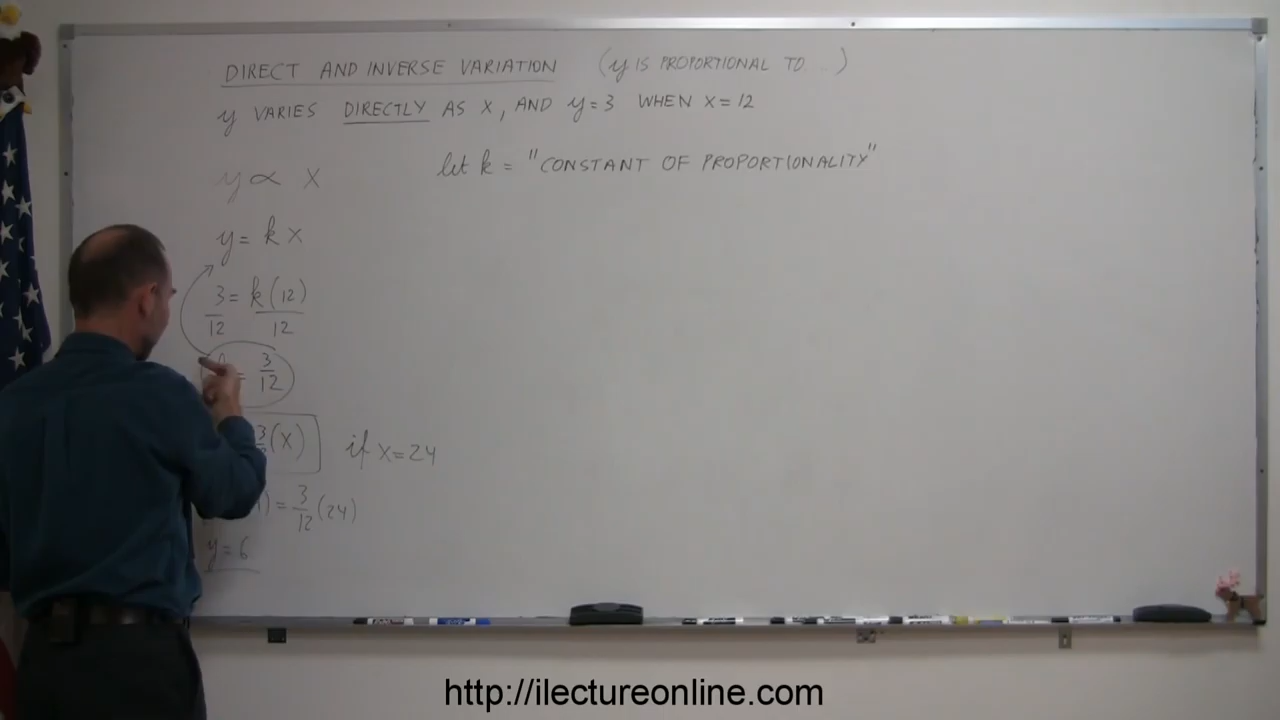 DIRECT AND INVERSE VARIATION (y IS PROPORTIONAL TO ..)
y VARIES DIRECTLY AS X, AND y=3 WHEN X=12
y ∝ X
let k = "CONSTANT OF PROPORTIONALITY"
y = k x
3/12 = k(12)/12
= 3/12
(x) if x=24
) = 3/12 (24)
y = 6
http://ilectureonline.com